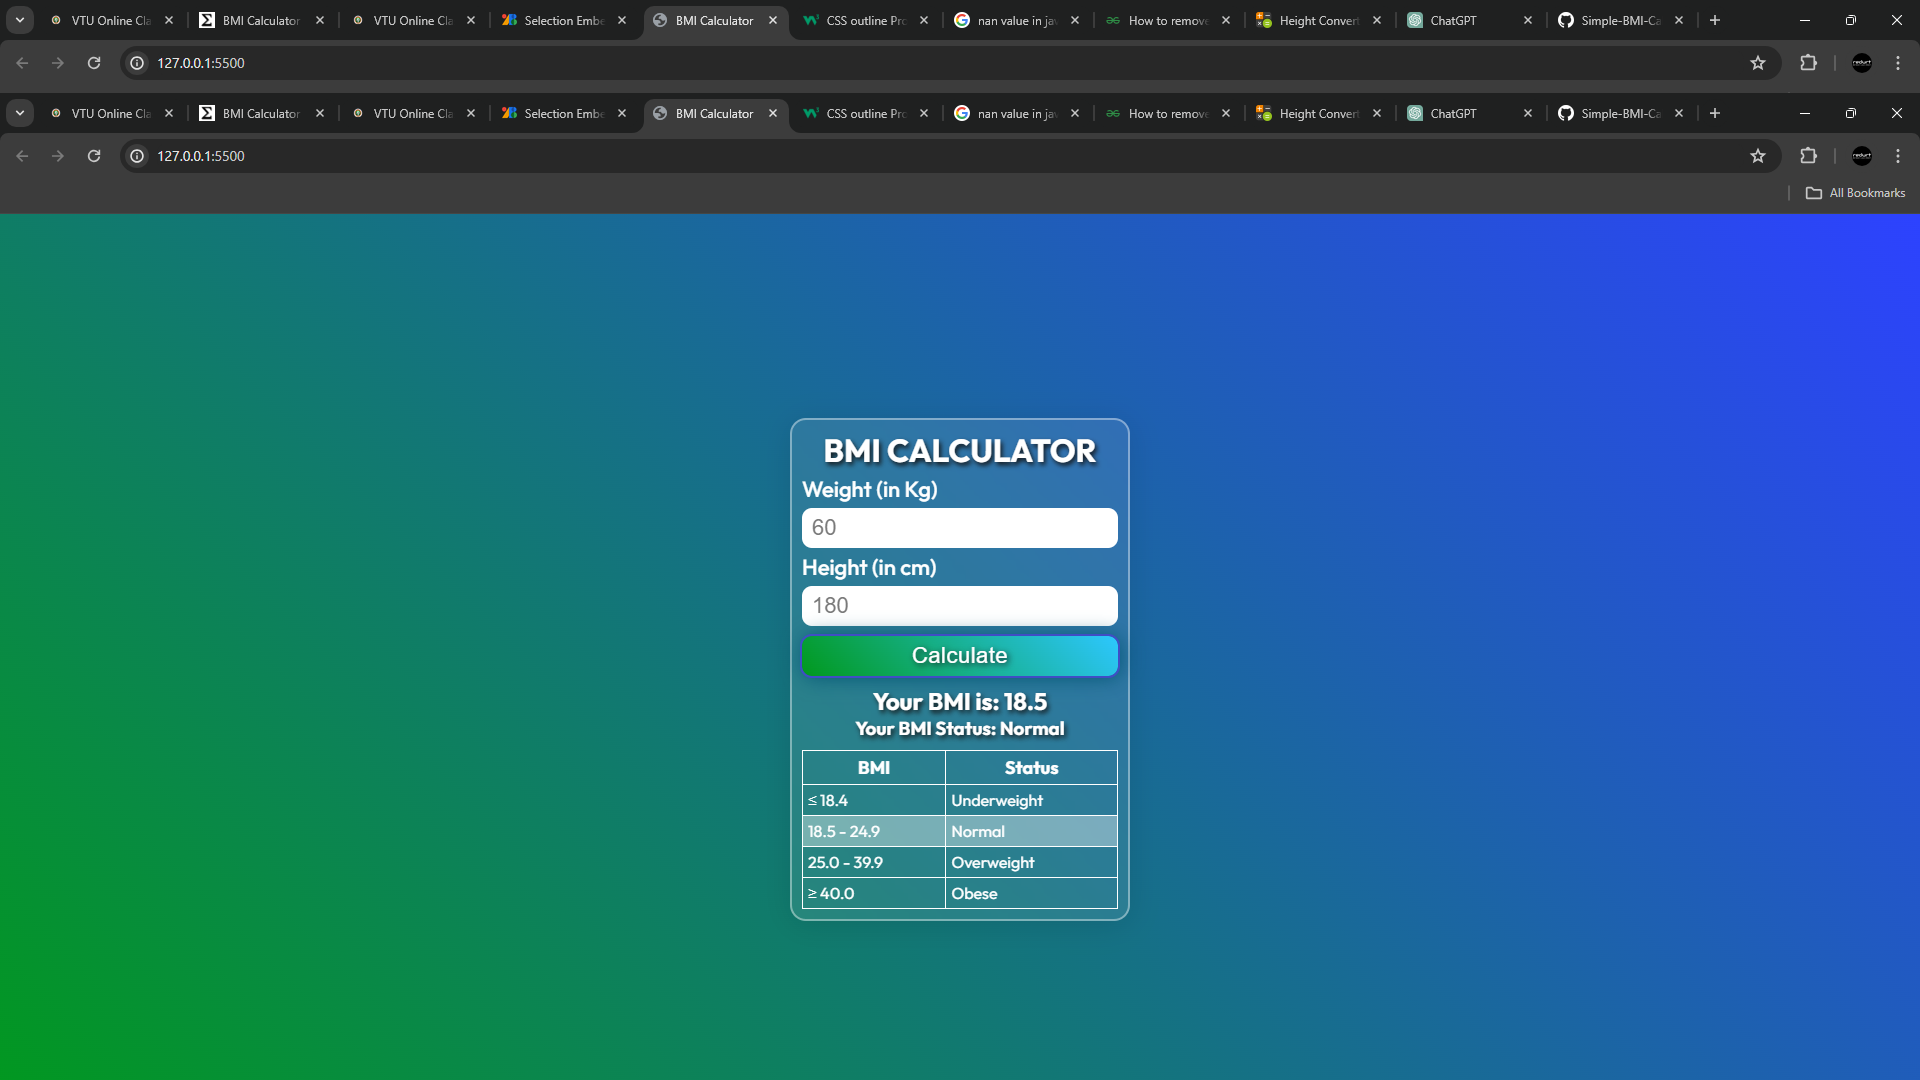 VTU Online Cla BMI Calculator VTU Online Cla Selection Embe BMI Calculator CSS outline Pro nan value in jav How to remove Height Convert ChatGPT Simple-BMI-Ca
127.0.0.1:5500
VTU Online Cla BMI Calculator VTU Online Cla Selection Embe BMI Calculator CSS outline Pro nan value in jav How to remove Height Convert ChatGPT Simple-BMI-Ca
127.0.0.1:5500
All Bookmarks
BMI CALCULATOR
Weight (in Kg)
60
Height (in cm)
180
Calculate
Your BMI is: 18.5
Your BMI Status: Normal
BMI Status
≤ 18.4 Underweight
18.5 - 24.9 Normal
25.0 - 39.9 Overweight
≥ 40.0 Obese